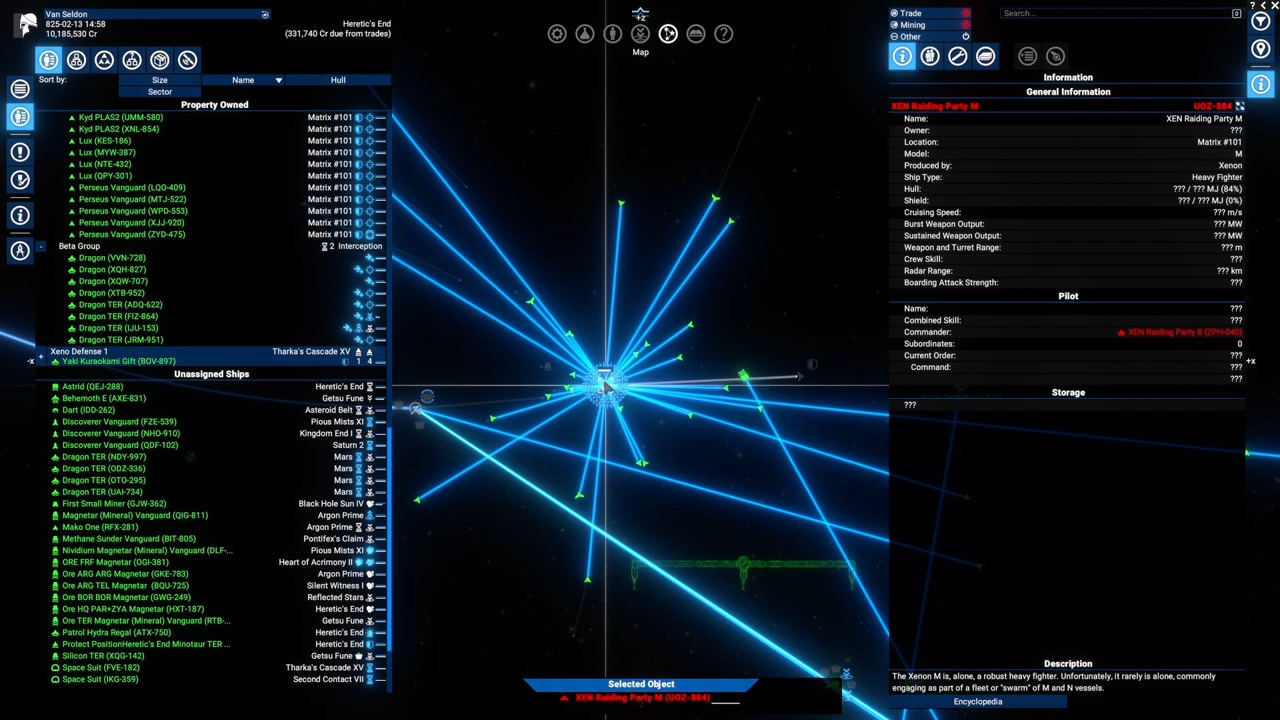 Van Seldon
825-02-13 14:58
10,185,530 Cr
Heretic's End
(331,740 Cr due from trades)
Sort by:
Size
Name
Hull
Sector
Property Owned
Kyd PLAS2 (UMM-580) Matrix #101
Kyd PLAS2 (XNL-854) Matrix #101
Lux (KES-186) Matrix #101
Lux (MYW-387) Matrix #101
Lux (NTE-432) Matrix #101
Lux (QPY-301) Matrix #101
Perseus Vanguard (LQO-409) Matrix #101
Perseus Vanguard (MTJ-522) Matrix #101
Perseus Vanguard (WPD-553) Matrix #101
Perseus Vanguard (XJJ-920) Matrix #101
Perseus Vanguard (ZYD-475) Matrix #101
Beta Group 2 Interception
Dragon (VVN-728)
Dragon (XQH-827)
Dragon (XQW-707)
Dragon (XTB-952)
Dragon TER (ADQ-622)
Dragon TER (FIZ-864)
Dragon TER (IJU-153)
Dragon TER (JRM-951)
Xeno Defense 1 Tharka's Cascade XV
Yaki Kuraokami Gift (BOV-897) 1 4
-x
Unassigned Ships
Astrid (QEJ-288) Heretic's End
Behemoth E (AXE-831) Getsu Fune
Dart (IDD-262) Asteroid Belt
Discoverer Vanguard (FZE-539) Pious Mists XI
Discoverer Vanguard (NHO-910) Kingdom End I
Discoverer Vanguard (QDF-102) Saturn 2
Dragon TER (NDY-997) Mars
Dragon TER (ODZ-336) Mars
Dragon TER (OTO-295) Mars
Dragon TER (UAI-734) Mars
First Small Miner (GJW-362) Black Hole Sun IV
Magnetar (Mineral) Vanguard (QIG-811) Argon Prime
Mako One (RFX-281) Argon Prime
Methane Sunder Vanguard (BIT-805) Pontifex's Claim
Nividium Magnetar (Mineral) Vanguard (DLF-... Pious Mists XI
ORE FRF Magnetar (OGI-381) Heart of Acrimony II
Ore ARG ARG Magnetar (GKE-783) Argon Prime
Ore ARG TEL Magnetar (BQU-725) Silent Witness I
Ore BOR BOR Magnetar (GWG-249) Reflected Stars
Ore HQ PAR+ZYA Magnetar (HXT-187) Heretic's End
Ore TER Magnetar (Mineral) Vanguard (RTB-... Getsu Fune
Patrol Hydra Regal (ATX-750) Heretic's End
Protect PositionHeretic's End Minotaur TER ... Heretic's End
Silicon TER (XQG-142) Getsu Fune
Space Suit (FVE-182) Tharka's Cascade XV
Space Suit (IKG-359) Second Contact VII
+z
Map
Selected Object
XEN Raiding Party M (UOZ-884)
Trade
Mining
Other
Search...
Information
General Information
XEN Raiding Party M UOZ-884
Name: XEN Raiding Party M
Owner: ???
Location: Matrix #101
Model: M
Produced by: Xenon
Ship Type: Heavy Fighter
Hull: ??? / ??? MJ (84%)
Shield: ??? / ??? MJ (0%)
Cruising Speed: ??? m/s
Burst Weapon Output: ??? MW
Sustained Weapon Output: ??? MW
Weapon and Turret Range: ??? m
Crew Skill: ???
Radar Range: ??? km
Boarding Attack Strength: ???
Pilot
Name: ???
Combined Skill: ???
Commander: XEN Raiding Party B (ZPH-040)
Subordinates: 0
Current Order: ???
Command: ???
???
+x
Storage
???
Description
The Xenon M is, alone, a robust heavy fighter. Unfortunately, it rarely is alone, commonly
engaging as part of a fleet or "swarm" of M and N vessels.
Encyclopedia